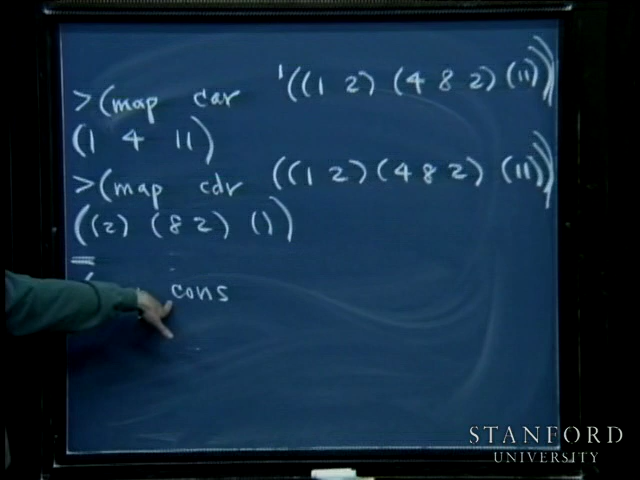 >(map car '((1 2) (4 8 2) (11)))
(1 4 11)
>(map cdr ((1 2) (4 8 2) (11)))
((2) (8 2) ())
cons
STANFORD
UNIVERSITY